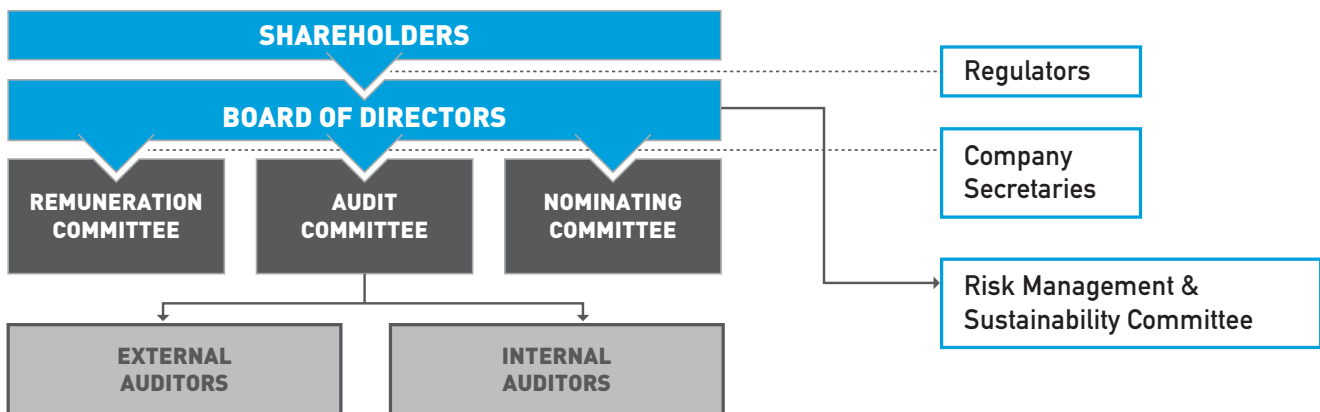 SHAREHOLDERS
Regulators
BOARD OF DIRECTORS
Company
Secretaries
REMUNERATION
COMMITTEE
AUDIT
COMMITTEE
NOMINATING
COMMITTEE
Risk Management &
Sustainability Committee
EXTERNAL
AUDITORS
INTERNAL
AUDITORS